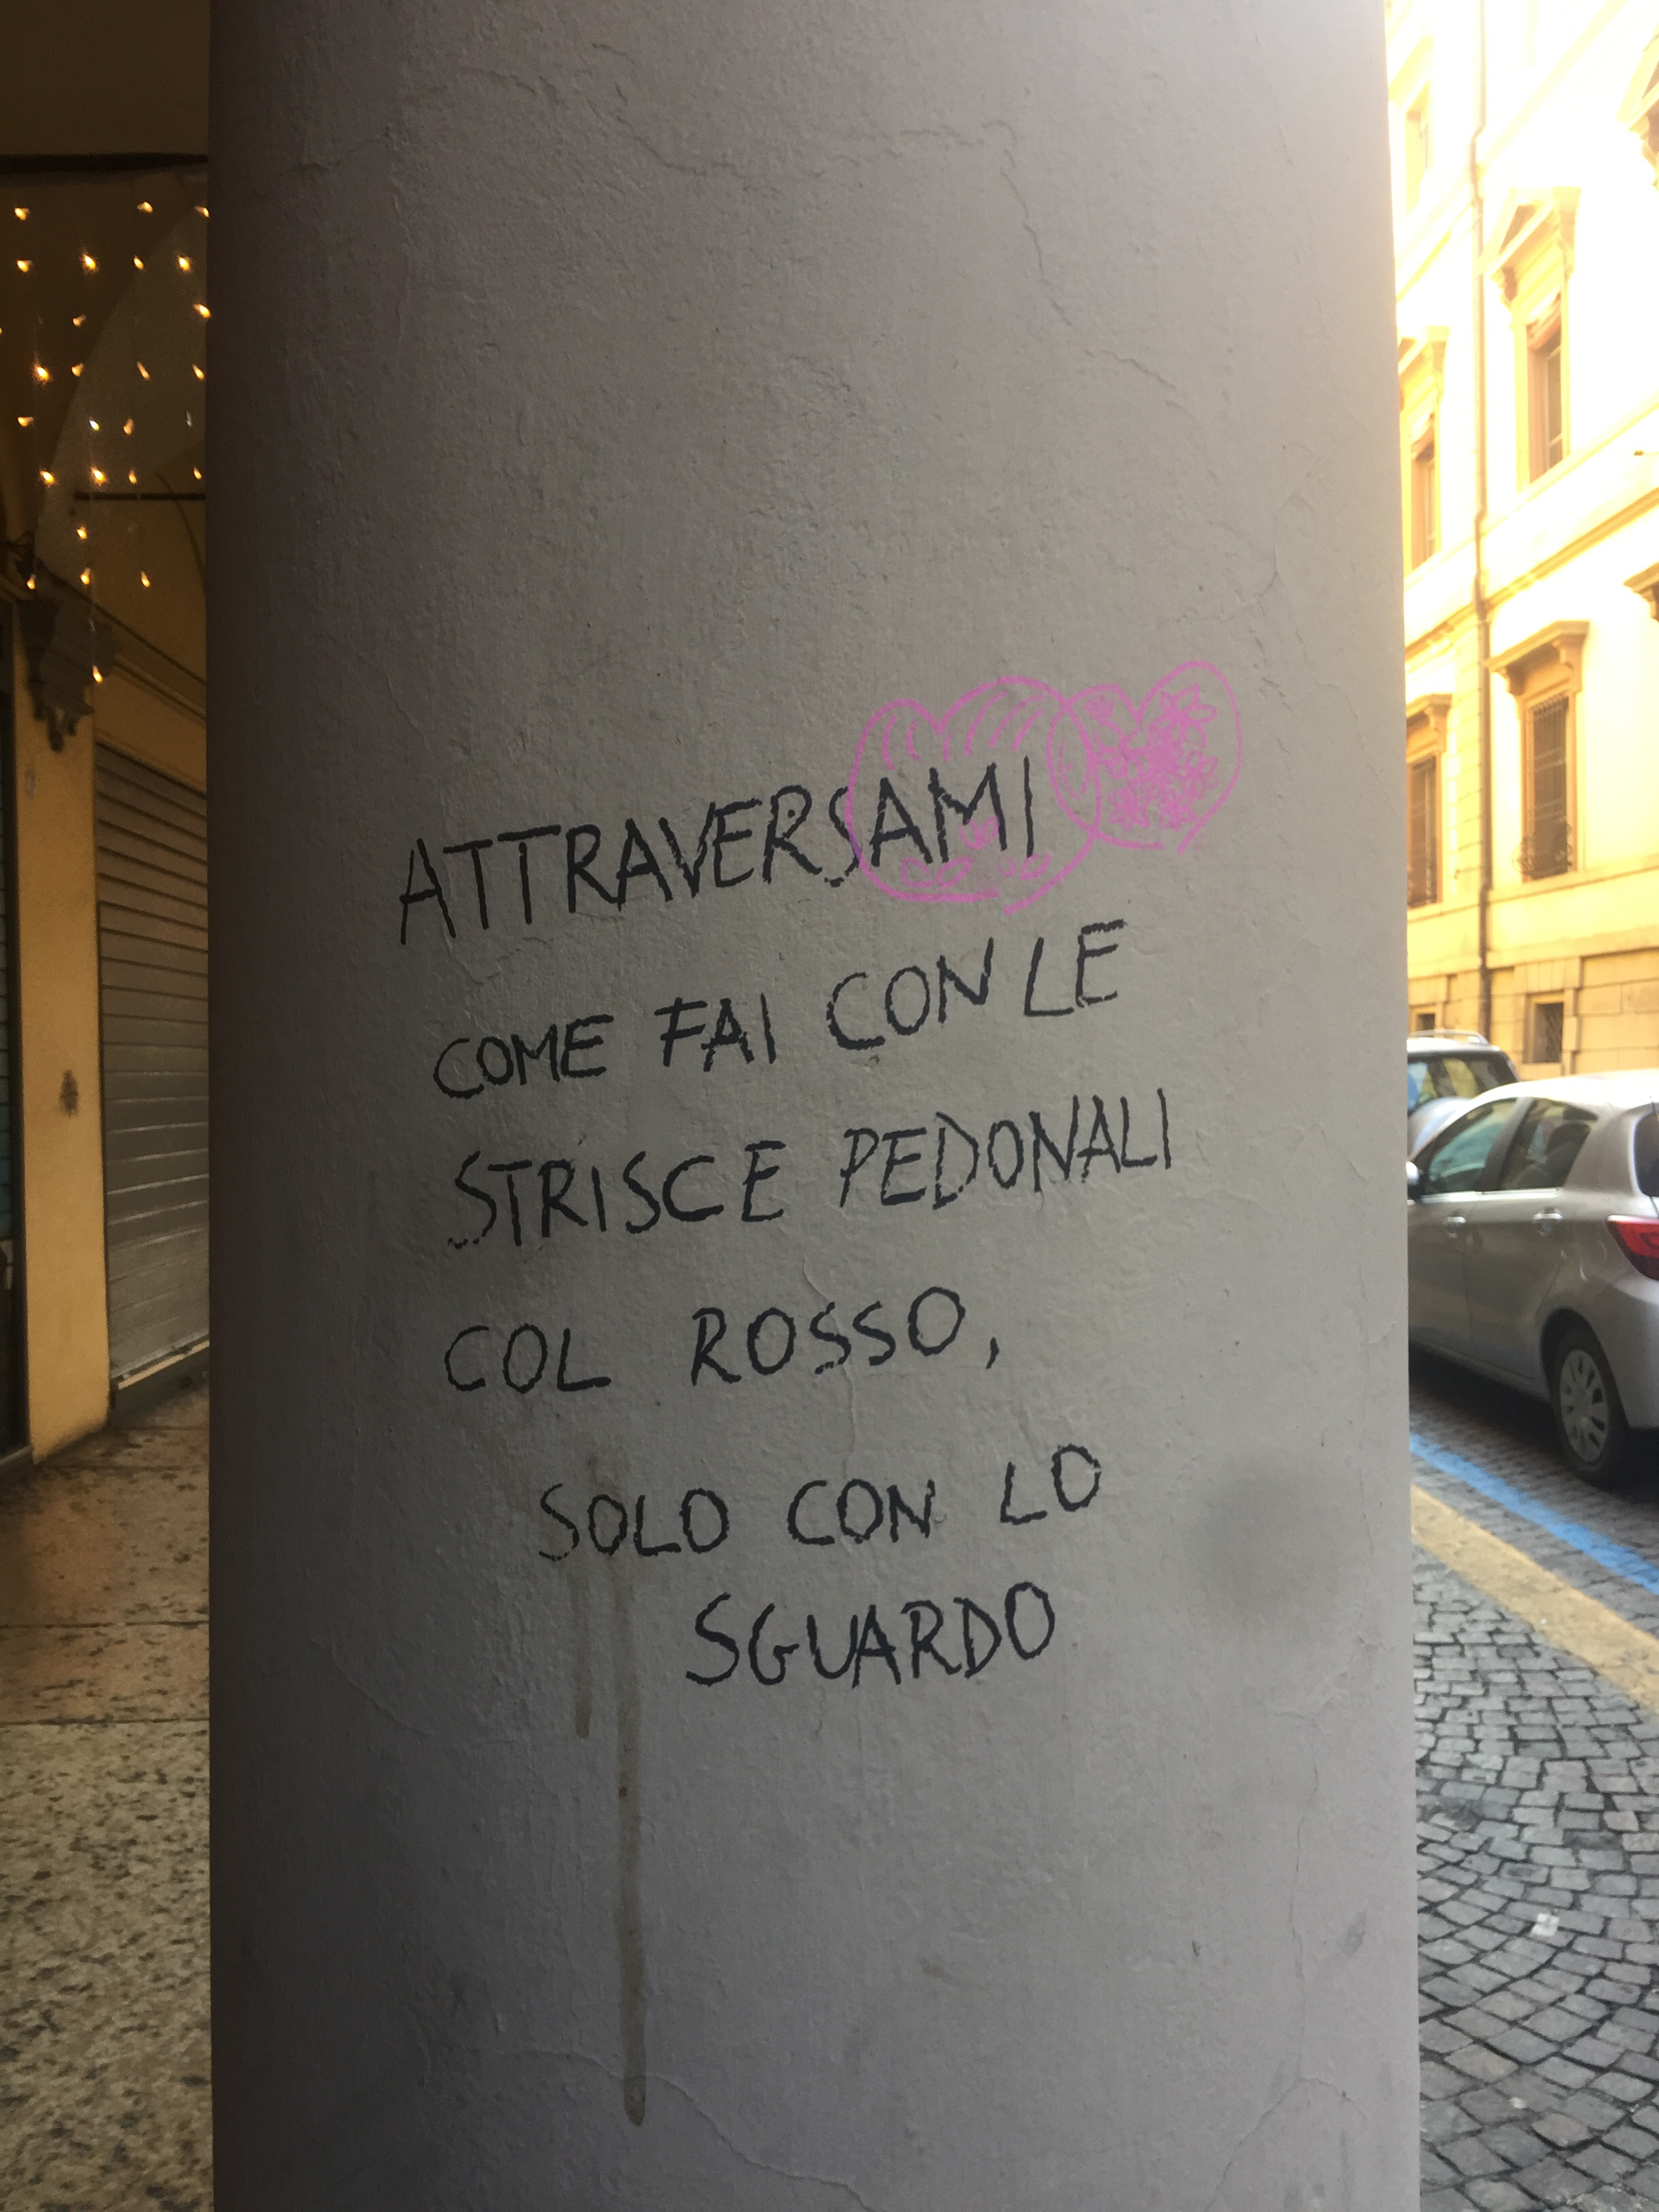 ATTRAVERSAMI
COME FAI CON LE
STRISCE PEDONALI
COL ROSSO,
SOLO CON LO
SGUARDO